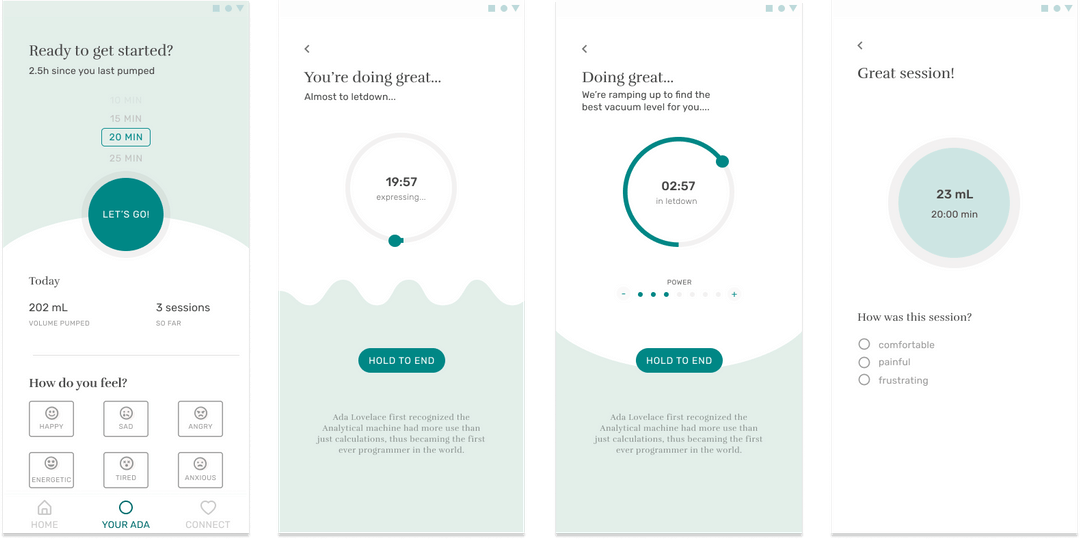 Ready to get started?
2.5h since you last pumped
10 MIN
15 MIN
20 MIN
25 MIN
LET'S GO!
Today
202 mL
3 sessions
VOLUME PUMPED
SO FAR
How do you feel?
HAPPY
SAD
ANGRY
ENERGETIC
TIRED
ANXIOUS
HOME
YOUR ADA
CONNECT
You're doing great...
Almost to letdown...
19:57
expressing...
HOLD TO END
Ada Lovelace first recognized the
Analytical machine had more use than
just calculations, thus becaming the first
ever programmer in the world.
Doing great...
We're ramping up to find the
best vacuum level for you....
02:57
in letdown
POWER
- +
HOLD TO END
Ada Lovelace first recognized the
Analytical machine had more use than
just calculations, thus becaming the first
ever programmer in the world.
Great session!
23 mL
20:00 min
How was this session?
comfortable
painful
frustrating